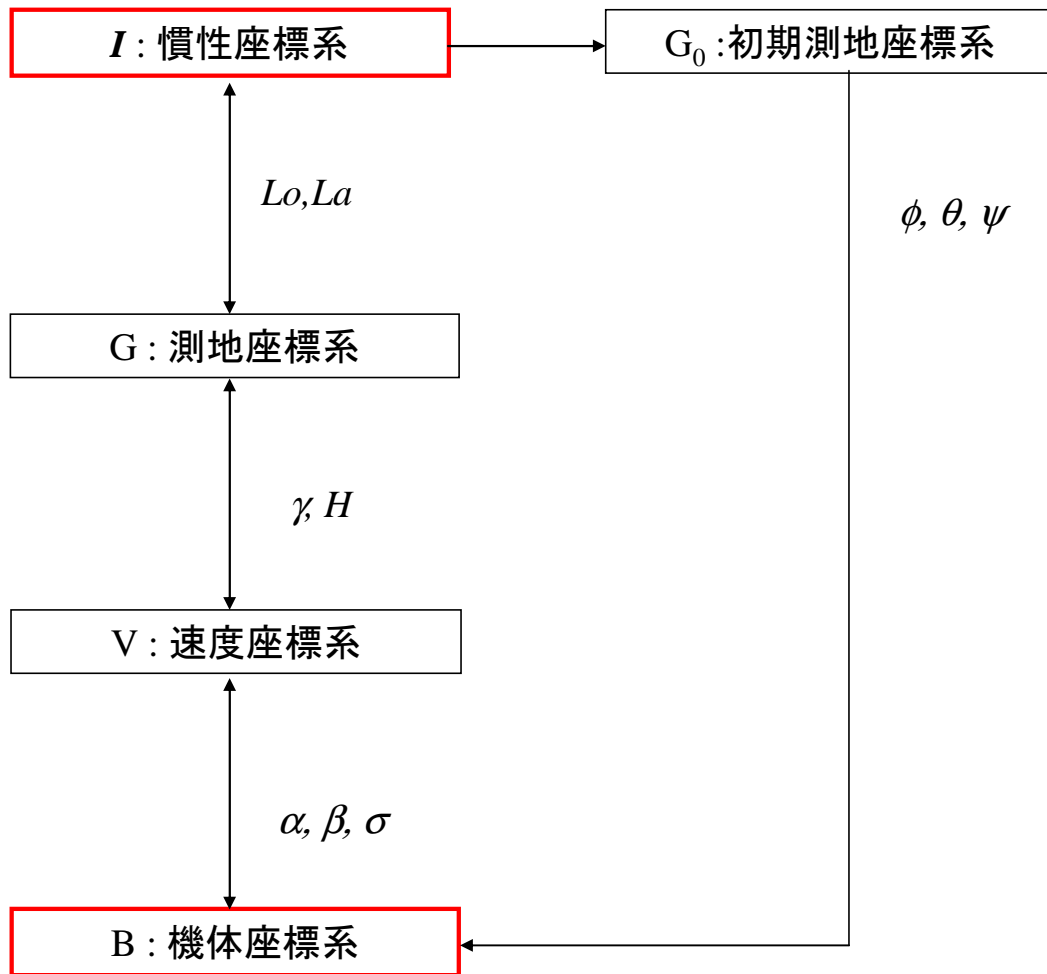 I : 慣性座標系
G₀ :初期測地座標系
Lo,La
ϕ, θ, ψ
G : 測地座標系
γ, H
V : 速度座標系
α, β, σ
B : 機体座標系